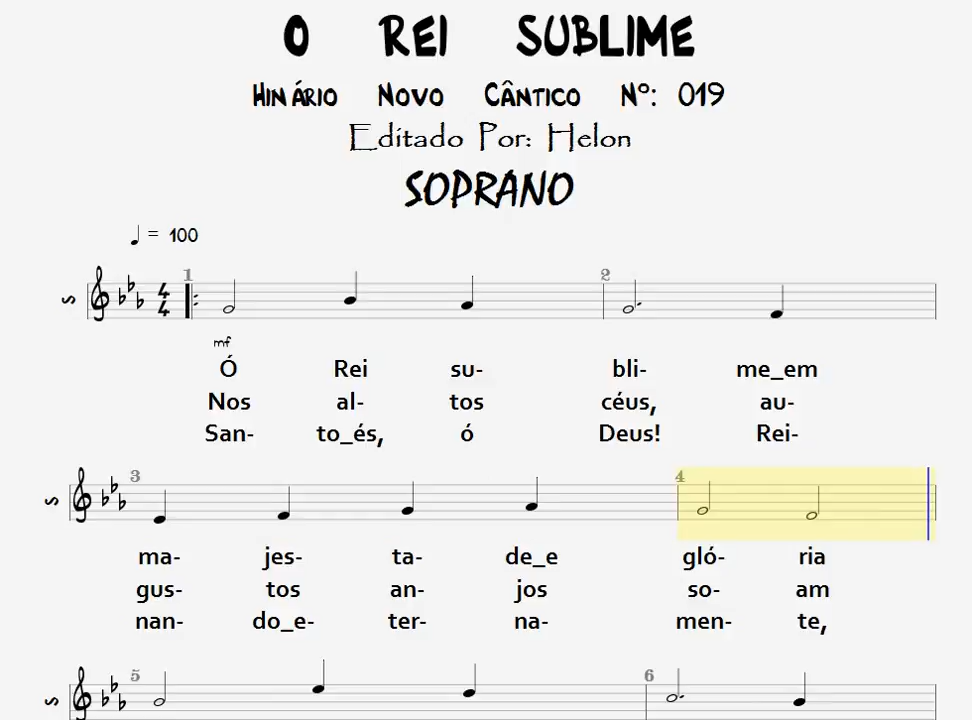 O REI SUBLIME
HINÁRIO NOVO CÂNTICO Nº: 019
Editado Por: Helon
SOPRANO
♩ = 100
1 2
S 4/4
mf
Ó Rei su- bli- me_em
Nos al- tos céus, au-
San- to_és, ó Deus! Rei-
3 4
S
ma- jes- ta- de_e gló- ria
gus- tos an- jos so- am
nan- do_e- ter- na- men- te,
5 6
S